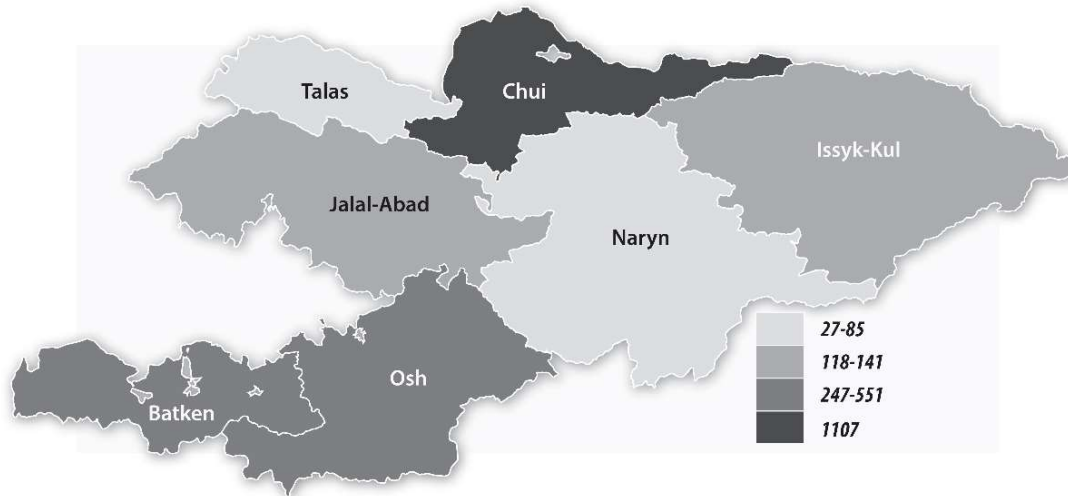 Talas
Chui
Issyk-Kul
Jalal-Abad
Naryn
27-85
118-141
Osh
247-551
Batken
1107